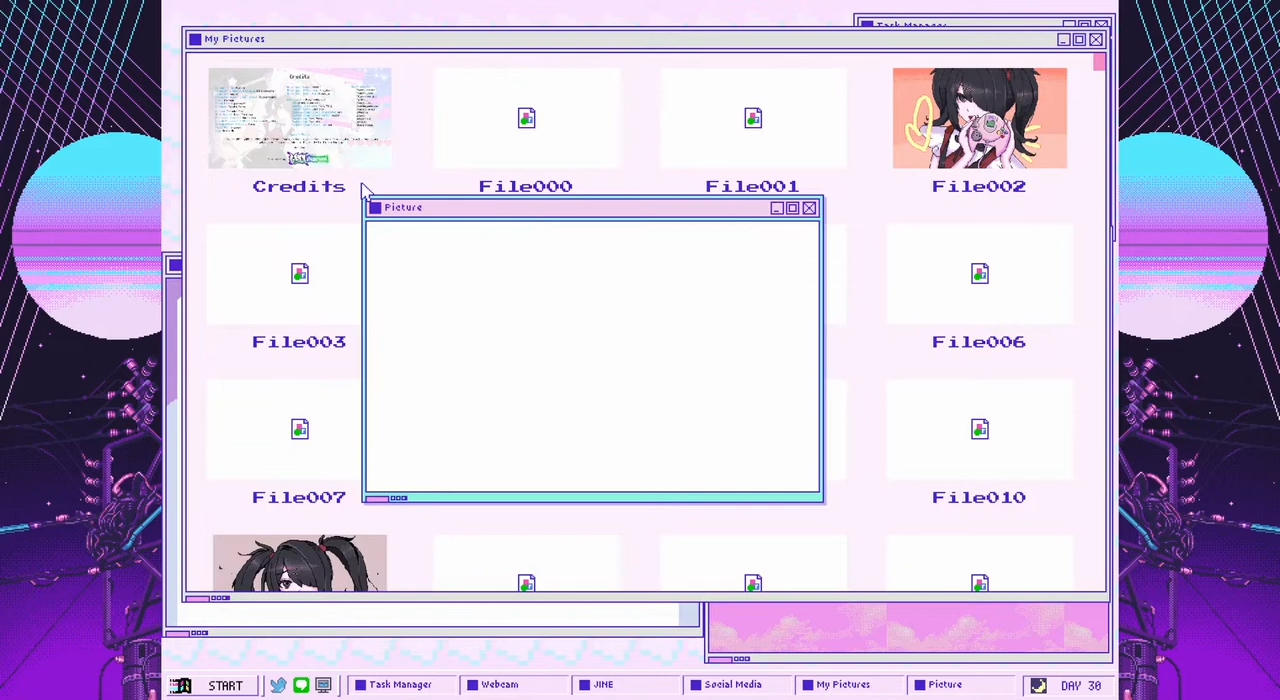 Task Manager
My Pictures
Credits
Credits
File000
File001
File002
Picture
File003
File006
File007
File010
START
Task Manager
Webcam
JINE
Social Media
My Pictures
Picture
DAY 30